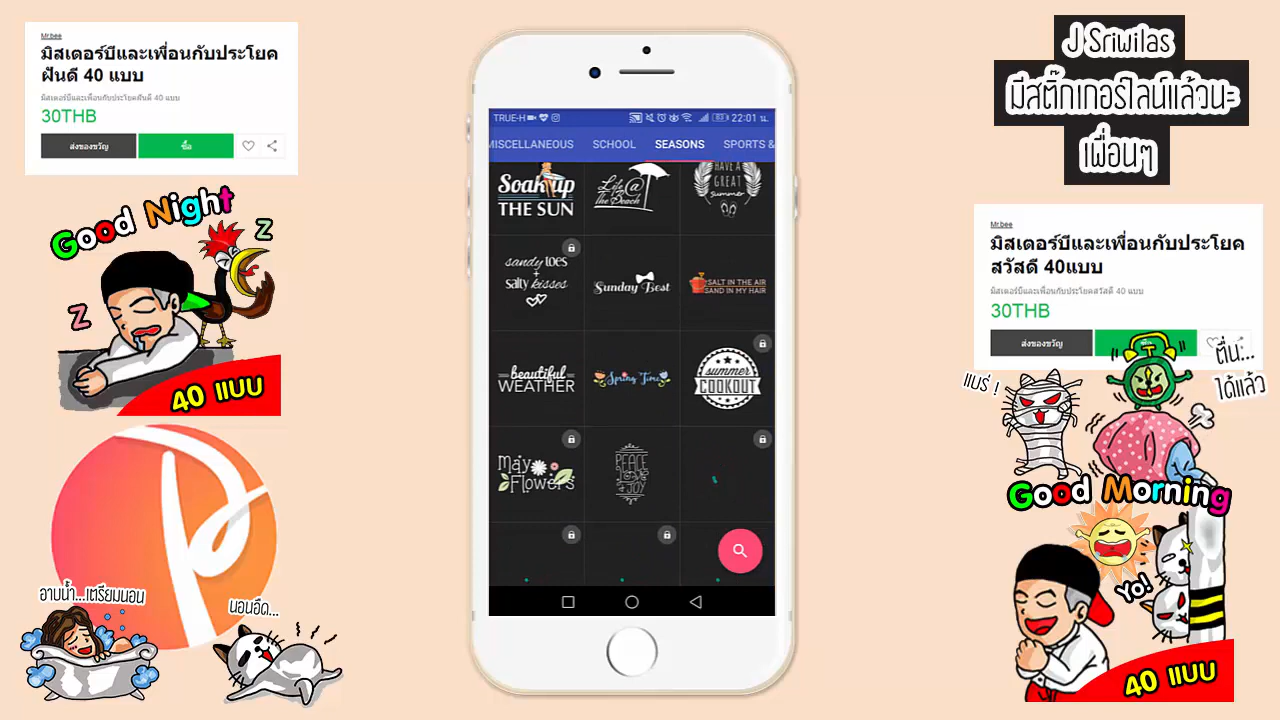 Mr.bee
มิสเตอร์บีและเพื่อนกับประโยค
ฝันดี 40 แบบ
มิสเตอร์บีและเพื่อนกับประโยคฝันดี 40 แบบ
30THB
ส่งของขวัญ
ซื้อ
Good Night
Z
Z
40 แบบ
อาบน้ำ...เตรียมนอน
นอนอืด...
TRUE-H
22:01 น.
MISCELLANEOUS
SCHOOL
SEASONS
SPORTS &
Soak up
THE SUN
Life @
The Beach
HAVE A
GREAT
Summer
sandy toes
+
salty kisses
Sunday Best
SALT IN THE AIR
SAND IN MY HAIR
beautiful
WEATHER
Spring Time
summer
COOKOUT
May
Flowers
PEACE
LOVE
&JOY
J Sriwilas
มีสติ๊กเกอร์ไลน์แล้วนะ
เพื่อนๆ
Mr.bee
มิสเตอร์บีและเพื่อนกับประโยค
สวัสดี 40แบบ
มิสเตอร์บีและเพื่อนกับประโยคสวัสดี 40 แบบ
30THB
ส่งของขวัญ
แบร่ !
ตื่น...
ได้แล้ว
Good Morning
Yo!
40 แบบ